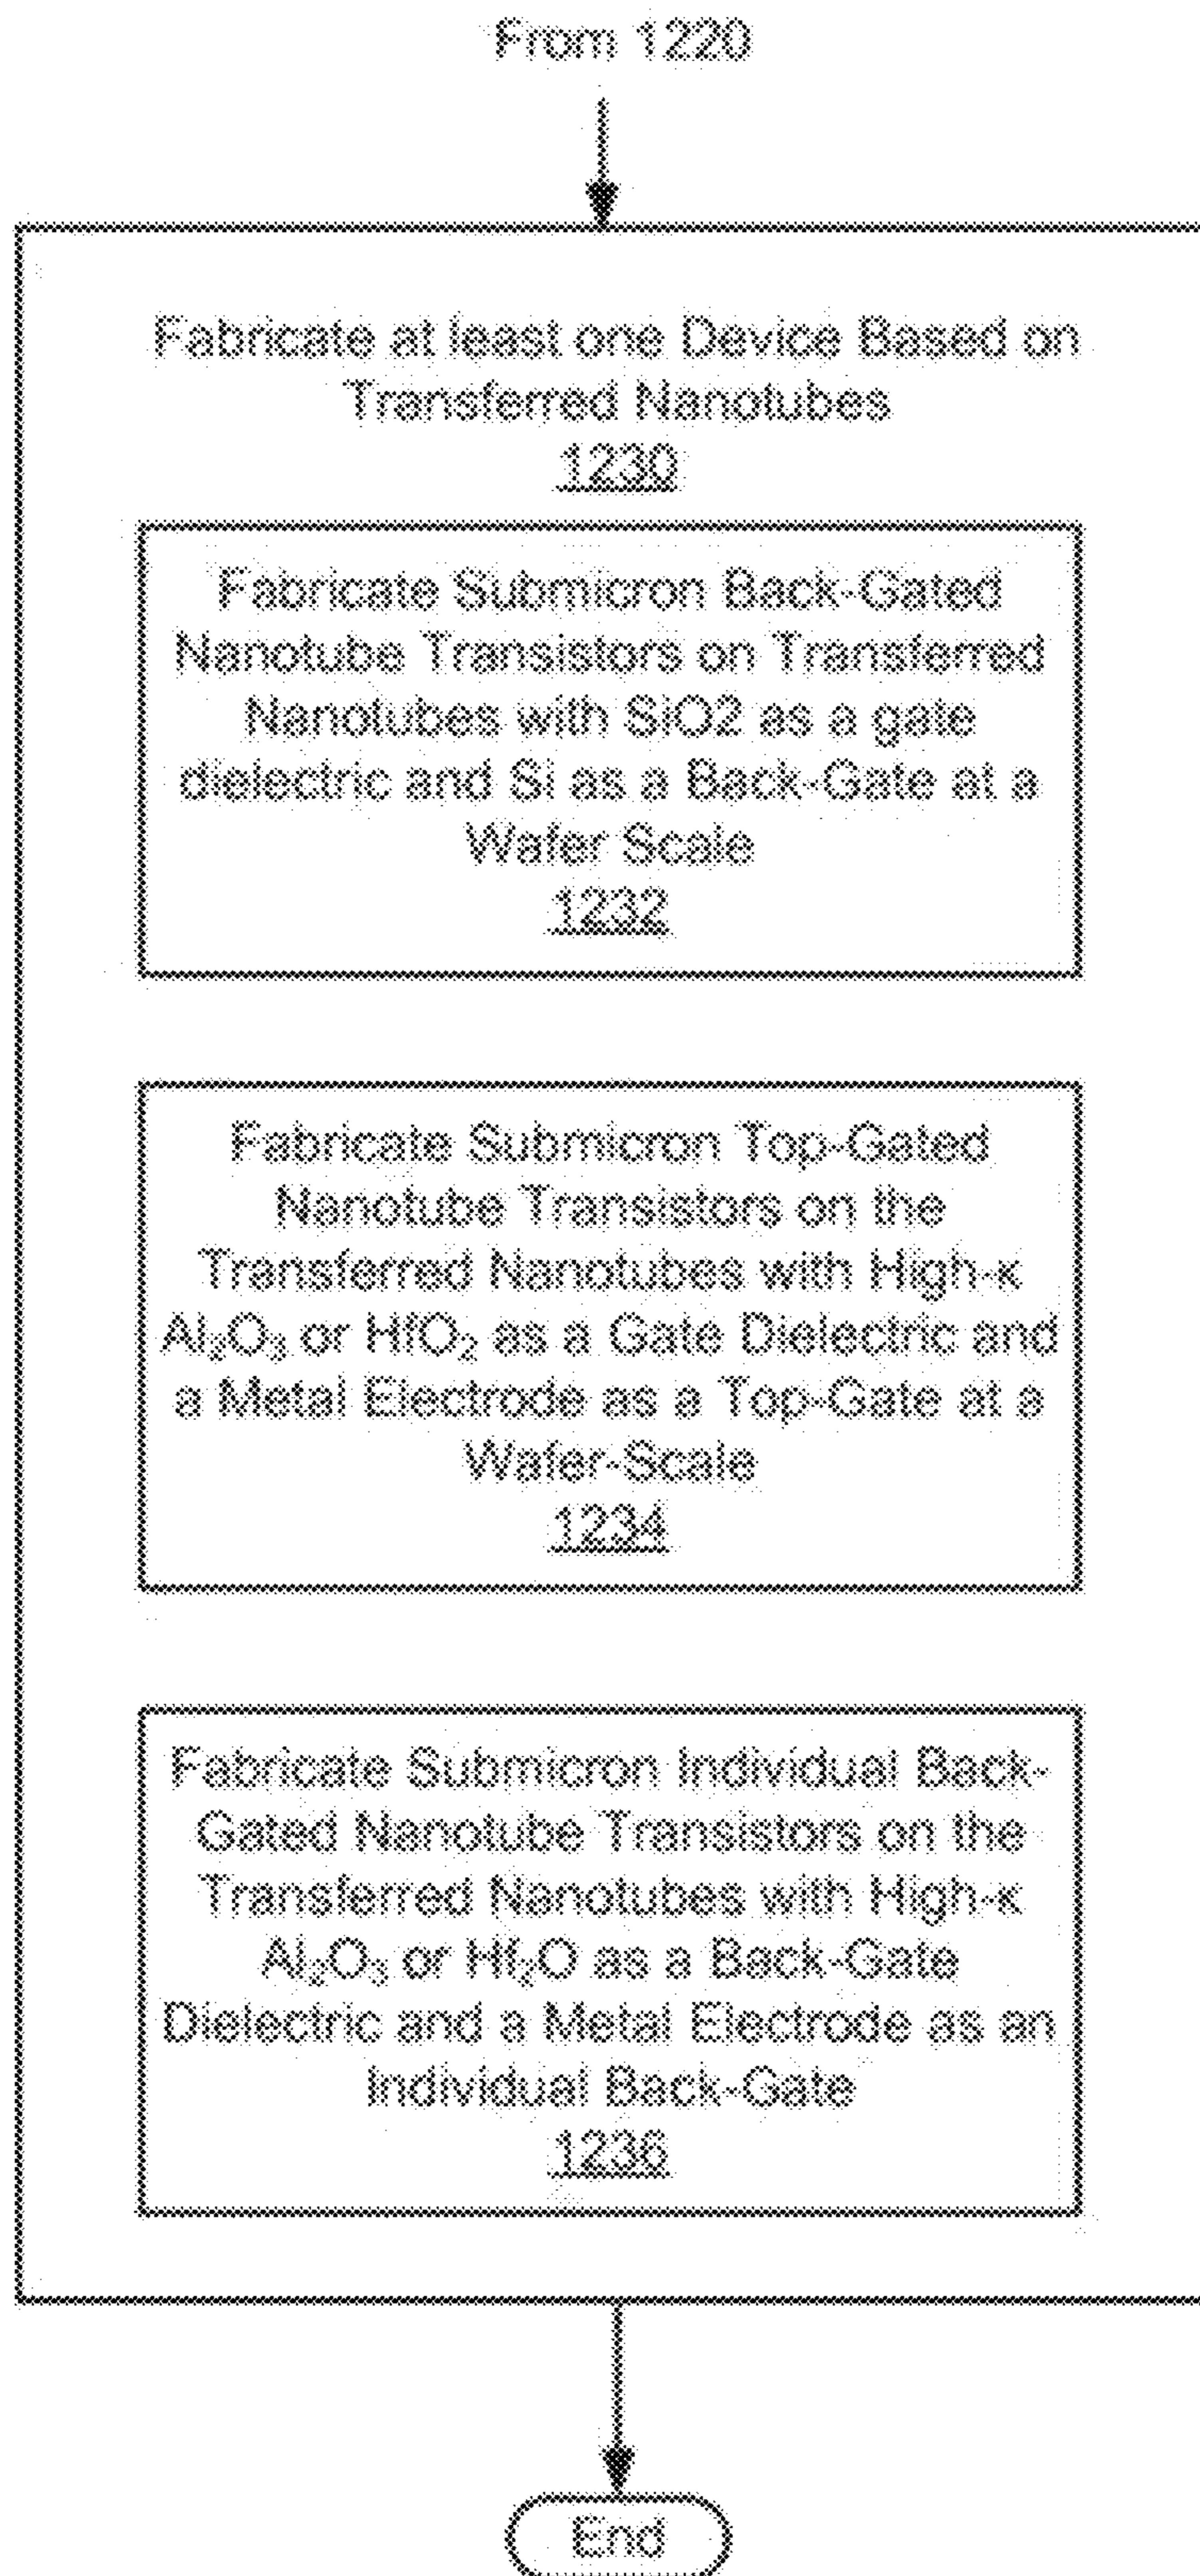 From 1220
Fabricate at least one Device Based on
Transferred Nanotubes
1230
Fabricate Submicron Back-Gated
Nanotube Transistors on Transferred
Nanotubes with SiO2 as a gate
dielectric and Si as a Back-Gate at a
Wafer Scale
1232
Fabricate Submicron Top-Gated
Nanotube Transistors on the
Transferred Nanotubes with High-κ
Al₂O₃ or HfO₂ as a Gate Dielectric and
a Metal Electrode as a Top-Gate at a
Wafer-Scale
1234
Fabricate Submicron Individual Back-
Gated Nanotube Transistors on the
Transferred Nanotubes with High-κ
Al₂O₃ or Hf₂O as a Back-Gate
Dielectric and a Metal Electrode as an
Individual Back-Gate
1236
End